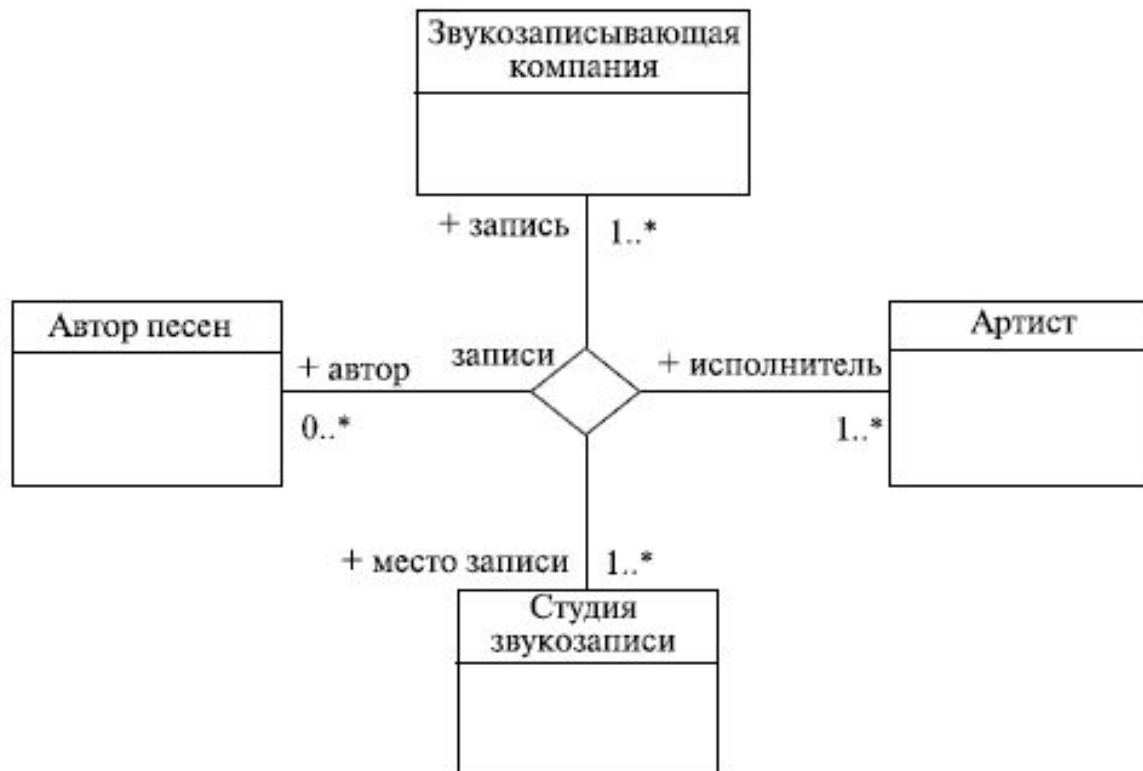 Звукозаписывающая
компания
+ запись
1..*
Автор песен
Артист
+ автор
записи
+ исполнитель
0..*
1..*
+ место записи
1..*
Студия
звукозаписи